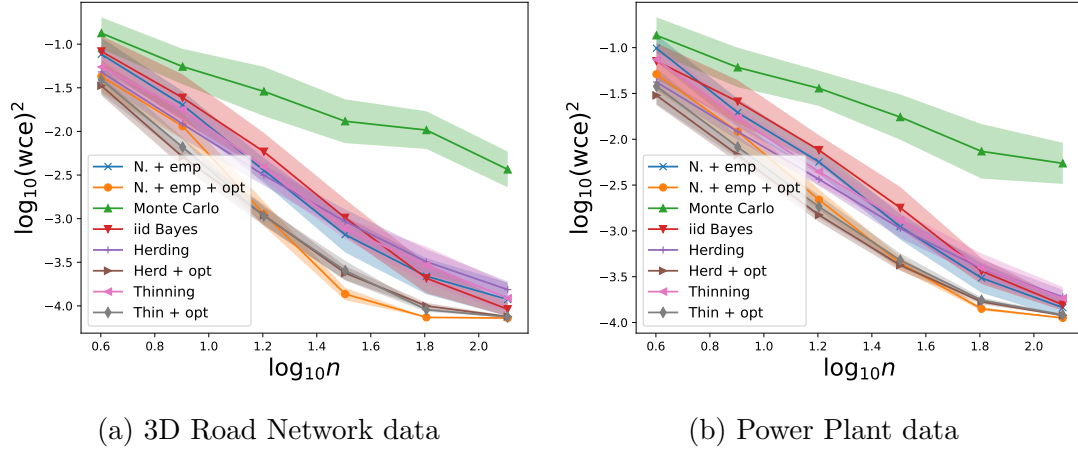 −1.0
−1.5
−2.0
−2.5
−3.0
−3.5
−4.0
log10(wce)²
N. + emp
N. + emp + opt
Monte Carlo
iid Bayes
Herding
Herd + opt
Thinning
Thin + opt
0.6 0.8 1.0 1.2 1.4 1.6 1.8 2.0
log10n
(a) 3D Road Network data
−1.0
−1.5
−2.0
−2.5
−3.0
−3.5
−4.0
log10(wce)²
N. + emp
N. + emp + opt
Monte Carlo
iid Bayes
Herding
Herd + opt
Thinning
Thin + opt
0.6 0.8 1.0 1.2 1.4 1.6 1.8 2.0
log10n
(b) Power Plant data